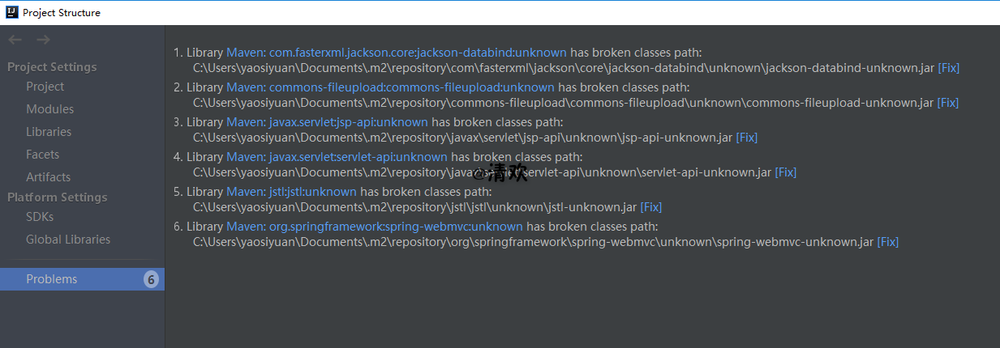 IJ Project Structure
Project Settings
Project
Modules
Libraries
Facets
Artifacts
Platform Settings
SDKs
Global Libraries
Problems 6
1. Library Maven: com.fasterxml.jackson.core:jackson-databind:unknown has broken classes path:
C:\Users\yaosiyuan\Documents\.m2\repository\com\fasterxml\jackson\core\jackson-databind\unknown\jackson-databind-unknown.jar [Fix]
2. Library Maven: commons-fileupload:commons-fileupload:unknown has broken classes path:
C:\Users\yaosiyuan\Documents\.m2\repository\commons-fileupload\commons-fileupload\unknown\commons-fileupload-unknown.jar [Fix]
3. Library Maven: javax.servlet:jsp-api:unknown has broken classes path:
C:\Users\yaosiyuan\Documents\.m2\repository\javax\servlet\jsp-api\unknown\jsp-api-unknown.jar [Fix]
4. Library Maven: javax.servlet:servlet-api:unknown has broken classes path:
C:\Users\yaosiyuan\Documents\.m2\repository\javax\servlet\servlet-api\unknown\servlet-api-unknown.jar [Fix]
@请欢
5. Library Maven: jstl:jstl:unknown has broken classes path:
C:\Users\yaosiyuan\Documents\.m2\repository\jstl\jstl\unknown\jstl-unknown.jar [Fix]
6. Library Maven: org.springframework:spring-webmvc:unknown has broken classes path:
C:\Users\yaosiyuan\Documents\.m2\repository\org\springframework\spring-webmvc\unknown\spring-webmvc-unknown.jar [Fix]